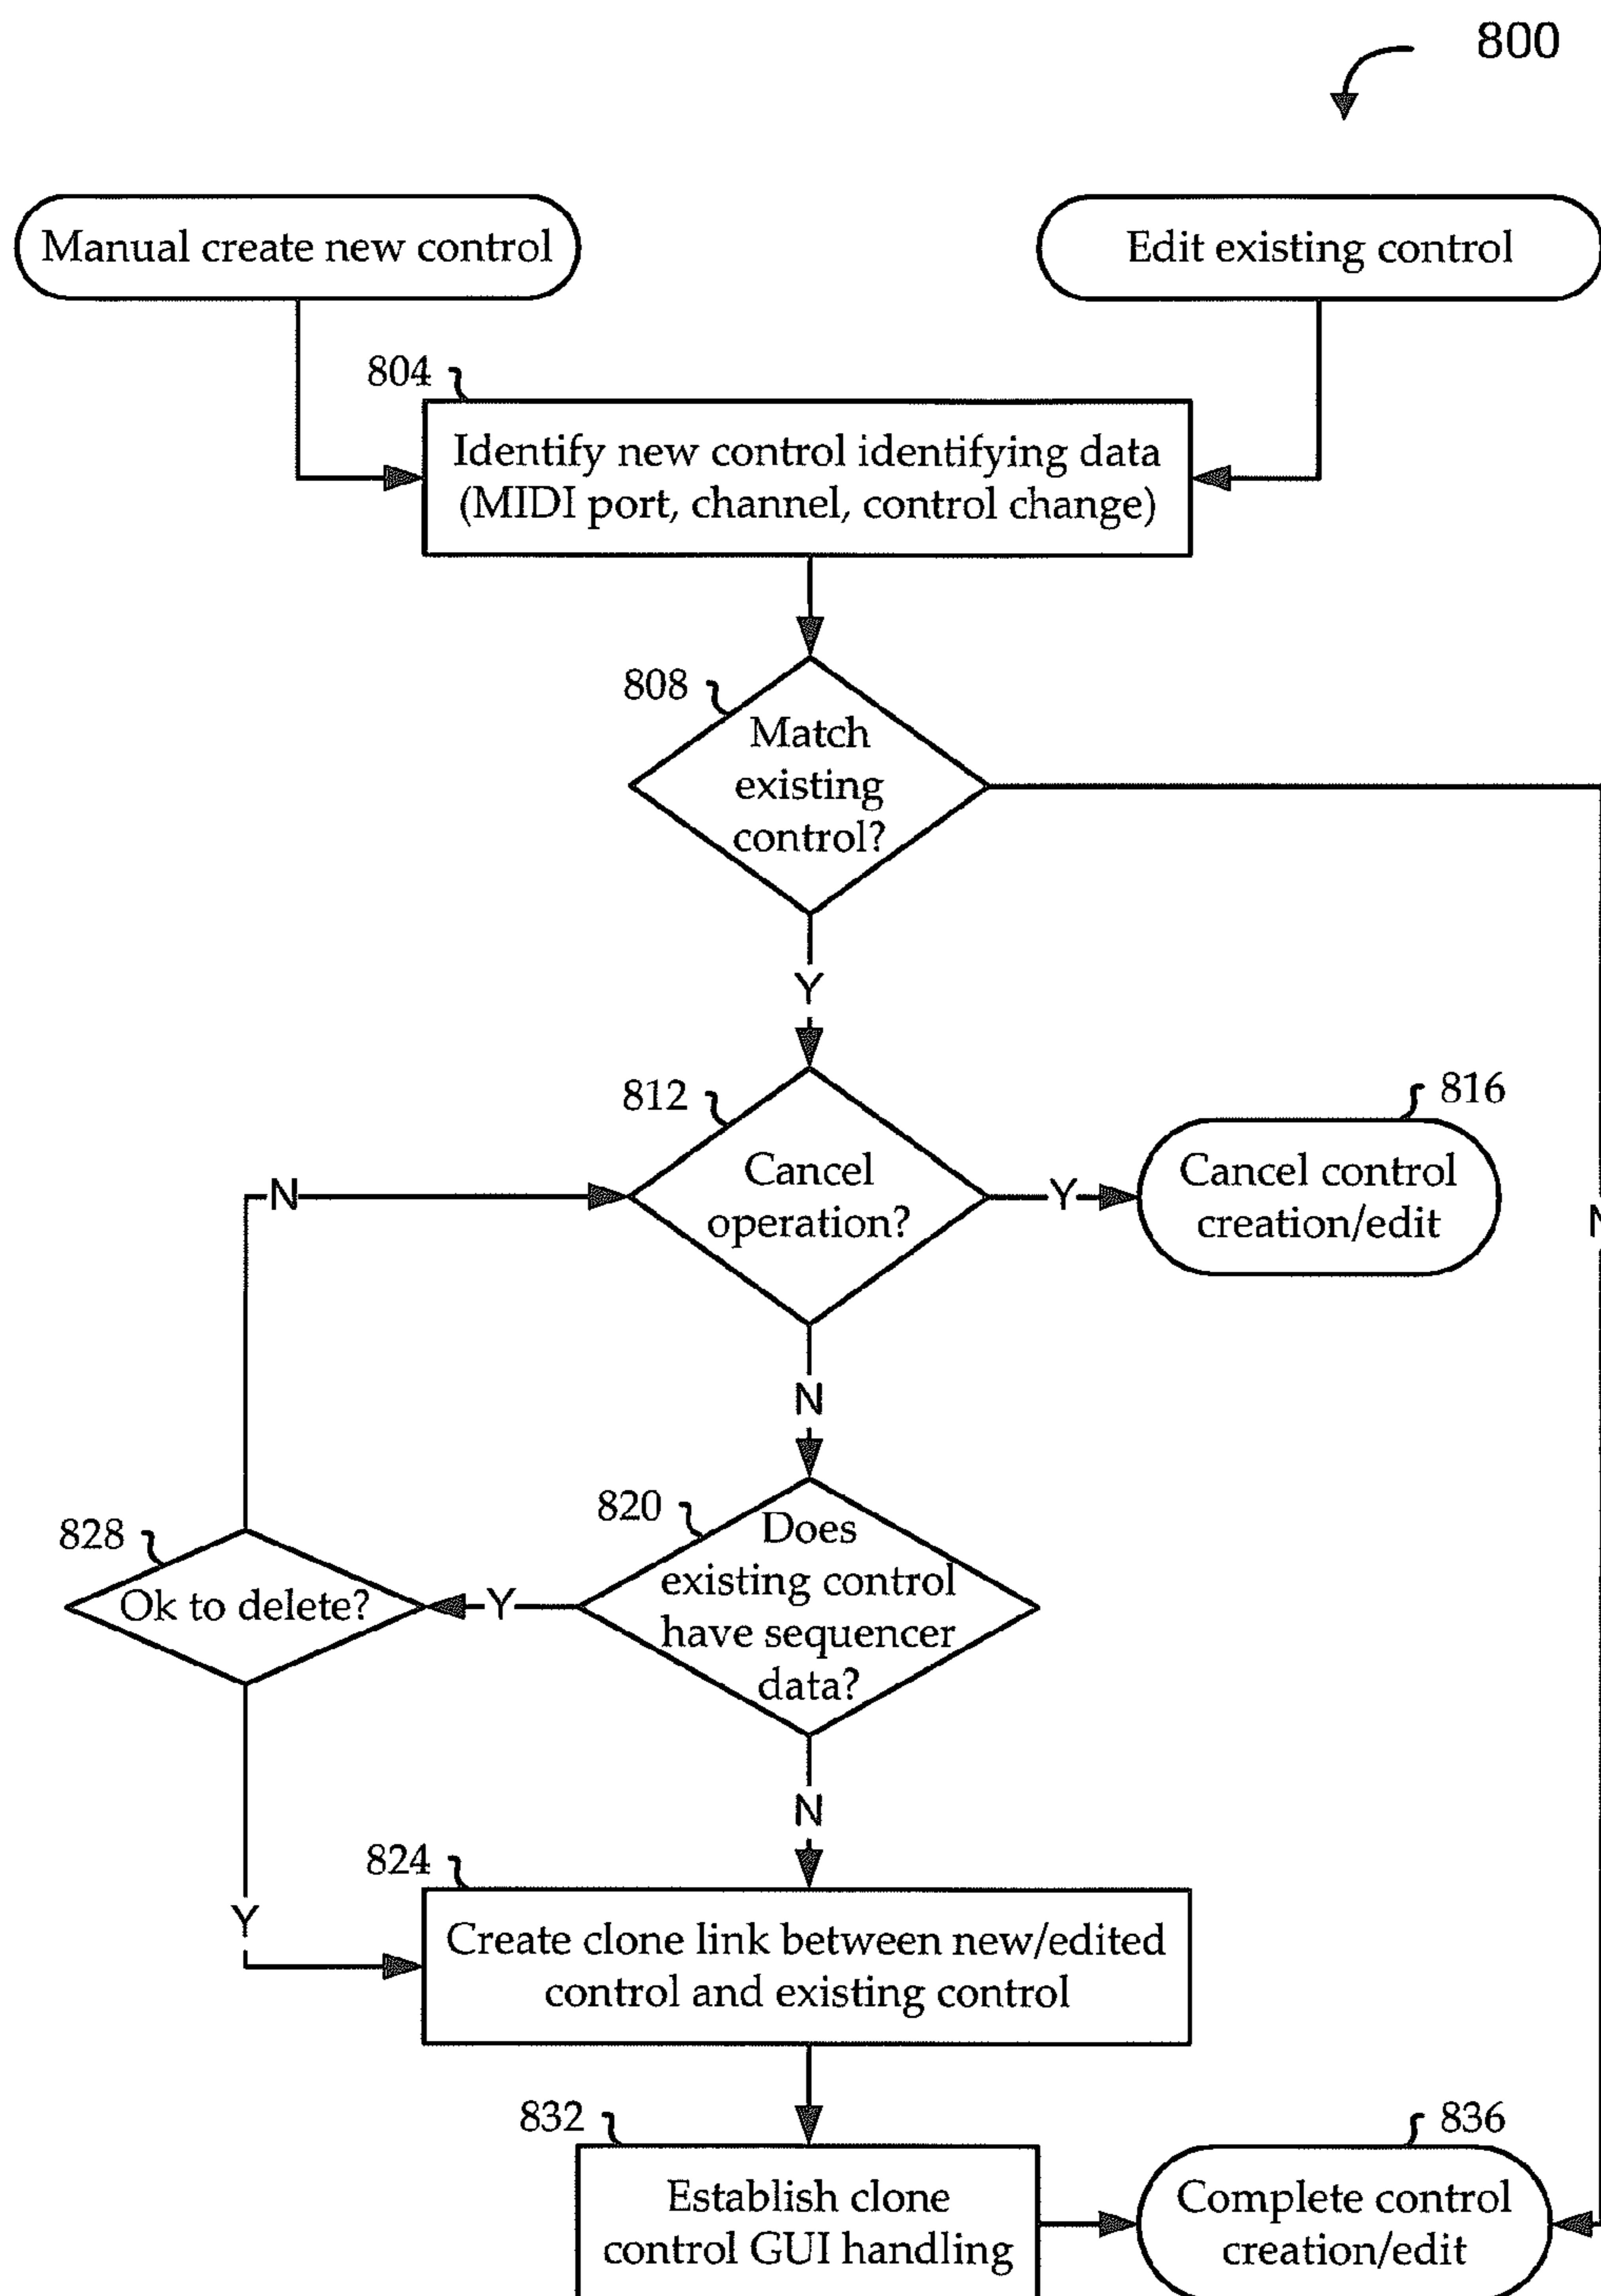 800
Manual create new control
Edit existing control
804
Identify new control identifying data
(MIDI port, channel, control change)
808
Match
existing
control?
Y
812
Cancel
operation?
Y
816
Cancel control
creation/edit
N
N
820
Does
existing control
have sequencer
data?
Y
828
Ok to delete?
N
Y
824
Create clone link between new/edited
control and existing control
832
Establish clone
control GUI handling
836
Complete control
creation/edit